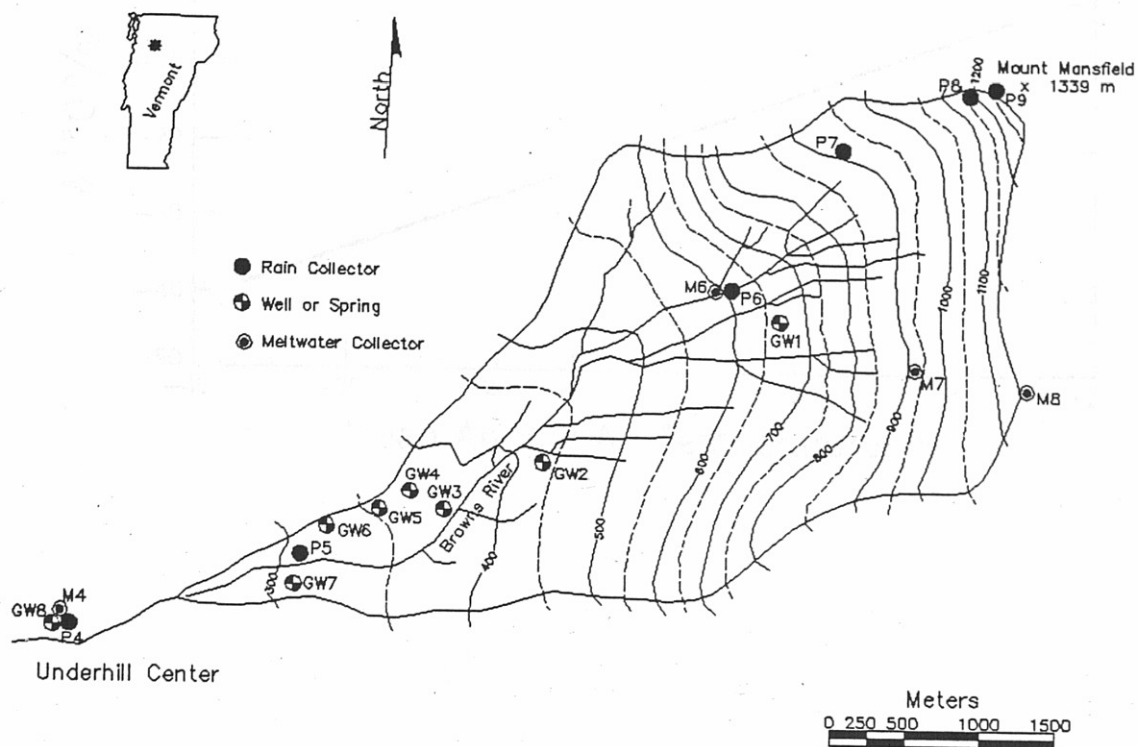 Vermont
North
Mount Mansfield
x 1339 m
1200
P8
P9
P7
Rain Collector
Well or Spring
Meltwater Collector
M6
P6
GW1
1000
1100
M7
M8
900
800
700
600
500
400
300
GW2
GW4
GW3
GW5
GW6
Browns River
P5
GW7
M4
GW8
P4
Underhill Center
Meters
0 250 500 1000 1500